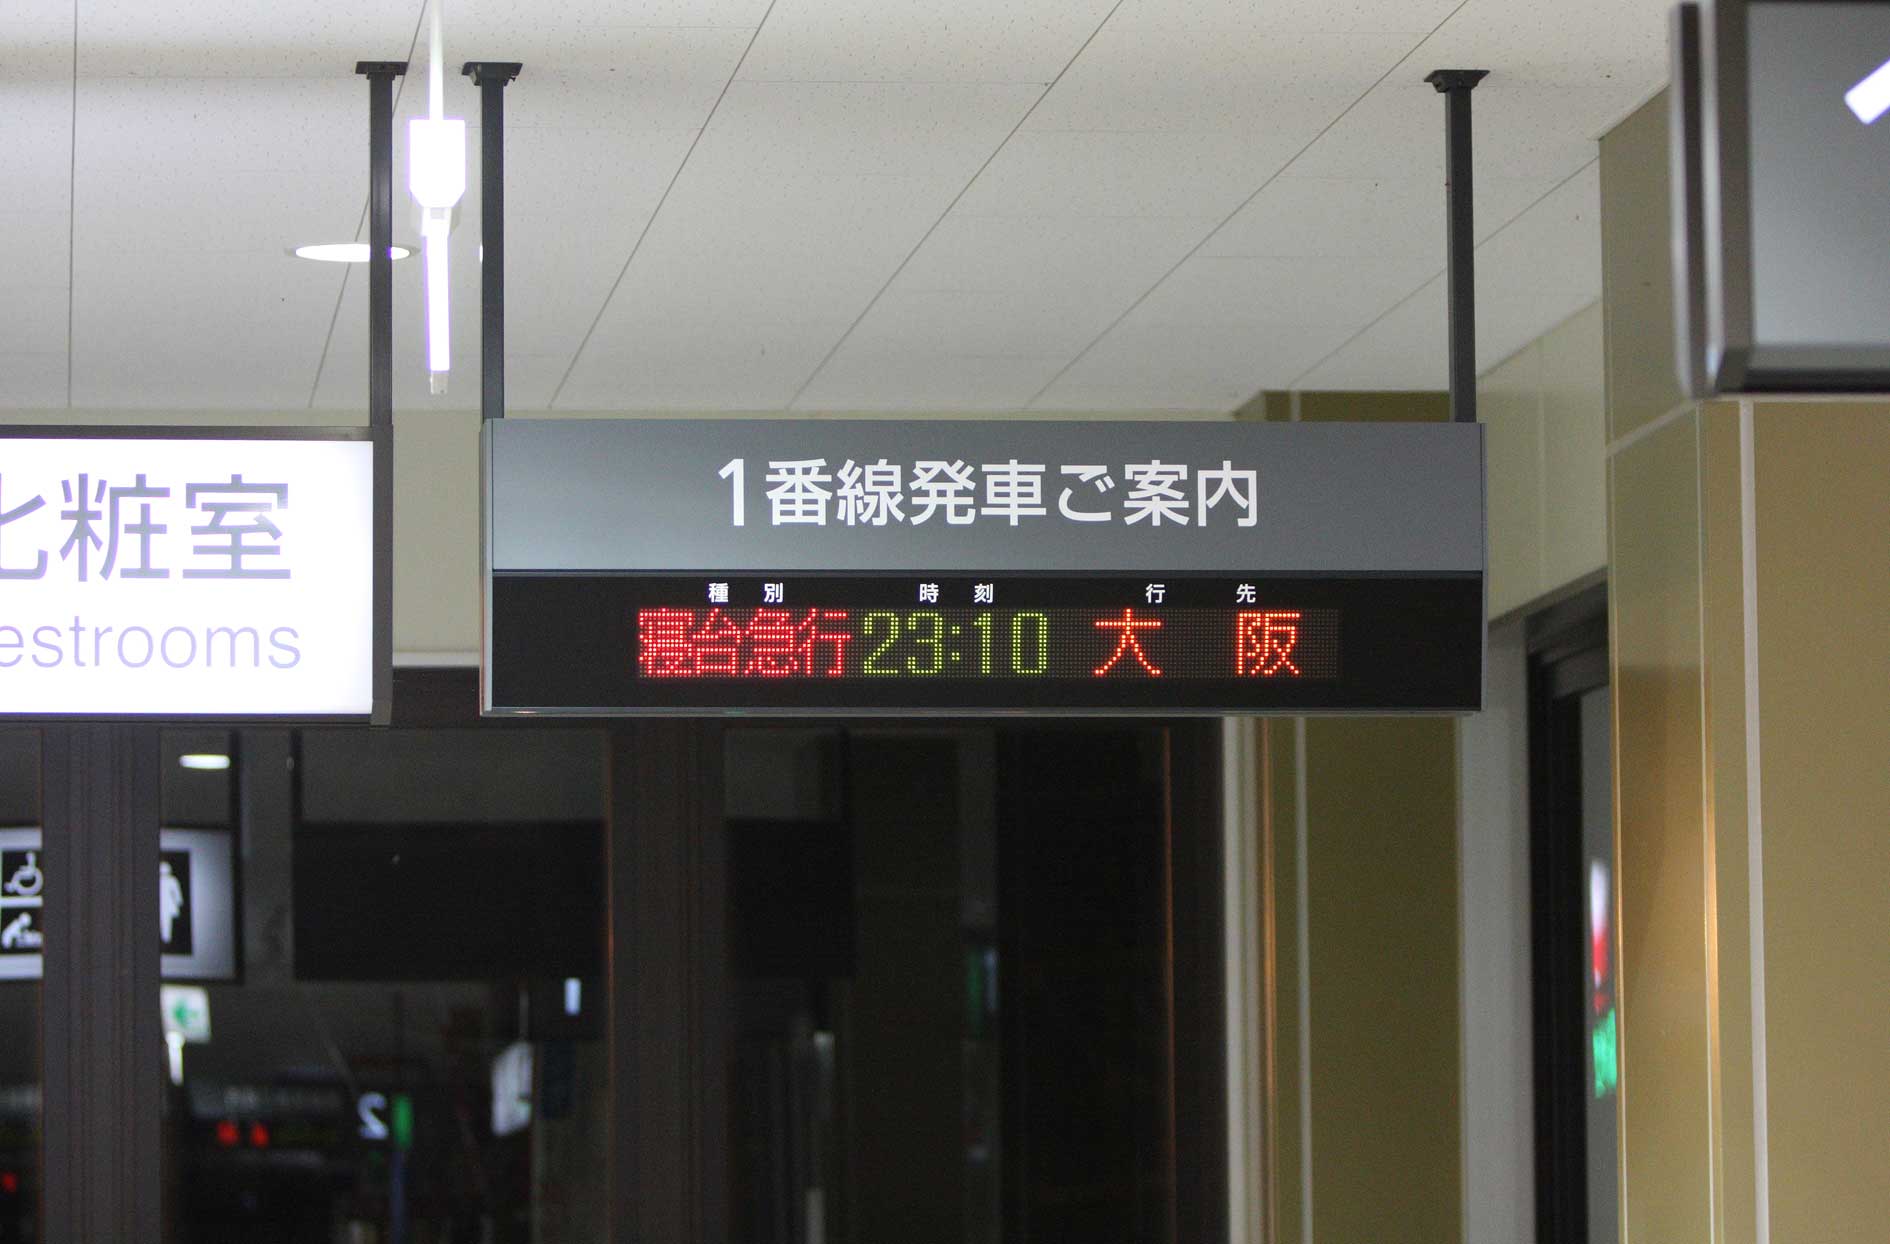 化粧室
estrooms
1番線発車ご案内
種別 時刻 行先
寝台急行 23:10 大阪
2